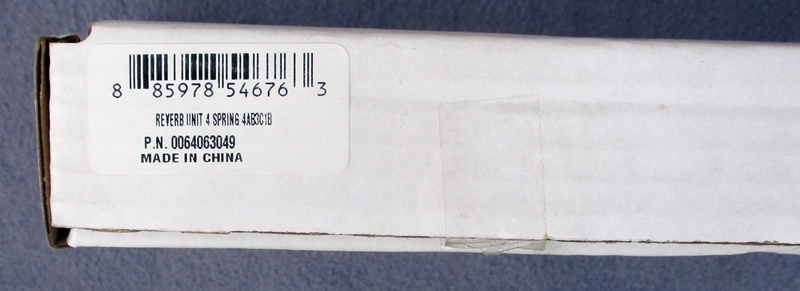 8 85978 54676 3
REVERB UNIT 4 SPRING 4AB3C1B
P.N. 0064063049
MADE IN CHINA